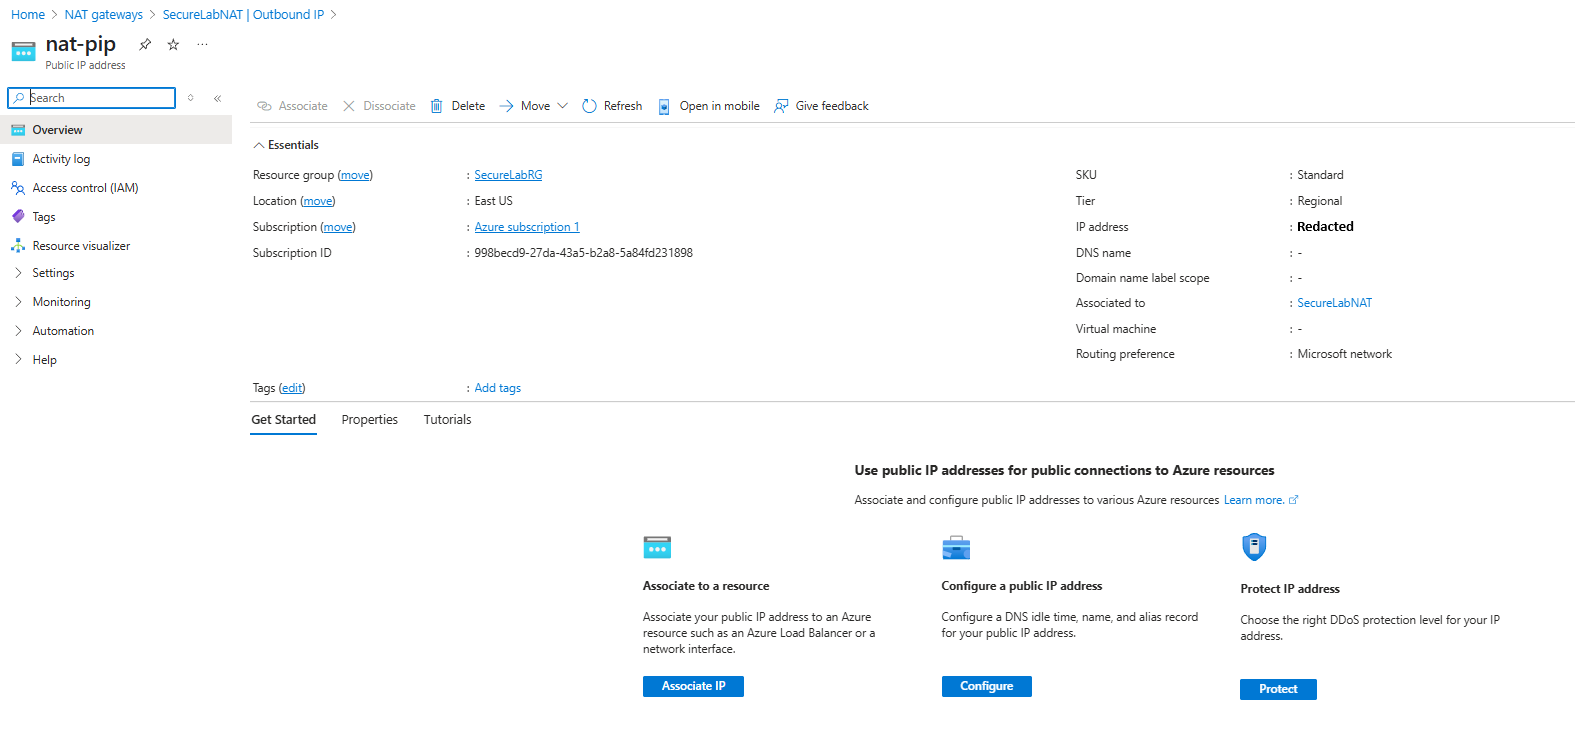 Home > NAT gateways > SecureLabNAT | Outbound IP >
nat-pip
Public IP address
Search
Overview
Activity log
Access control (IAM)
Tags
Resource visualizer
Settings
Monitoring
Automation
Help
Associate Dissociate Delete Move Refresh Open in mobile Give feedback
Essentials
Resource group (move) : SecureLabRG
Location (move) : East US
Subscription (move) : Azure subscription 1
Subscription ID : 998becd9-27da-43a5-b2a8-5a84fd231898
SKU : Standard
Tier : Regional
IP address : Redacted
DNS name : -
Domain name label scope : -
Associated to : SecureLabNAT
Virtual machine : -
Routing preference : Microsoft network
Tags (edit) : Add tags
Get Started Properties Tutorials
Use public IP addresses for public connections to Azure resources
Associate and configure public IP addresses to various Azure resources Learn more.
Associate to a resource
Associate your public IP address to an Azure
resource such as an Azure Load Balancer or a
network interface.
Associate IP
Configure a public IP address
Configure a DNS idle time, name, and alias record
for your public IP address.
Configure
Protect IP address
Choose the right DDoS protection level for your IP
address.
Protect